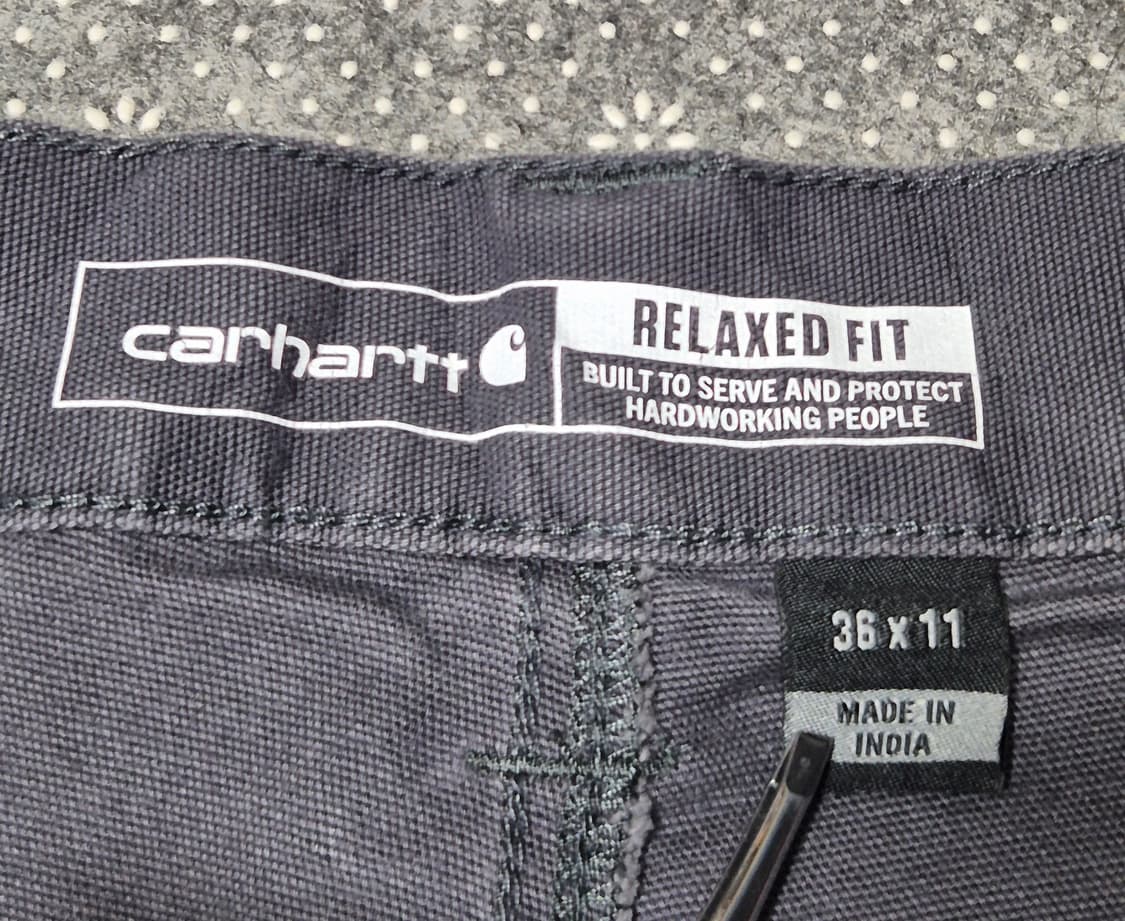 carhartt
RELAXED FIT
BUILT TO SERVE AND PROTECT
HARDWORKING PEOPLE
36 x 11
MADE IN
INDIA